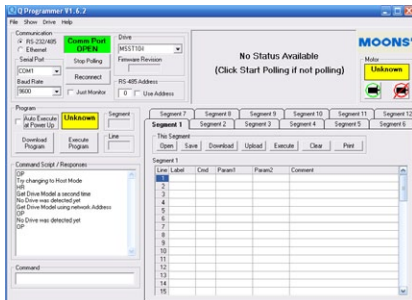 Q Programmer V1.6.2
File Show Drive Help
Communication
RS-232/485
Ethernet
Comm Port OPEN
Drive
MSST10-I
Serial Port
COM1
Stop Polling
Firmware Revision
Baud Rate
9600
Reconnect
Just Monitor
RS-485 Address
0 Use Address
No Status Available
(Click Start Polling if not polling)
MOONS'
Motor
Unknown
Program
Auto Execute at Power Up
Unknown
Segment
Download Program
Execute Program
Line
Segment 7 Segment 8 Segment 9 Segment 10 Segment 11 Segment 12
Segment 1 Segment 2 Segment 3 Segment 4 Segment 5 Segment 6
This Segment
Open Save Download Upload Execute Clear Print
Segment 1
Line Label Cmd Param1 Param2 Comment
1
2
3
4
5
6
7
8
9
10
11
12
13
14
15
Command Script / Responses
OP
Try changing to Host Mode
HR
Get Drive Model a second time
No Drive was detected yet
Get Drive Model using network Address
OP
No Drive was detected yet
OP
Command